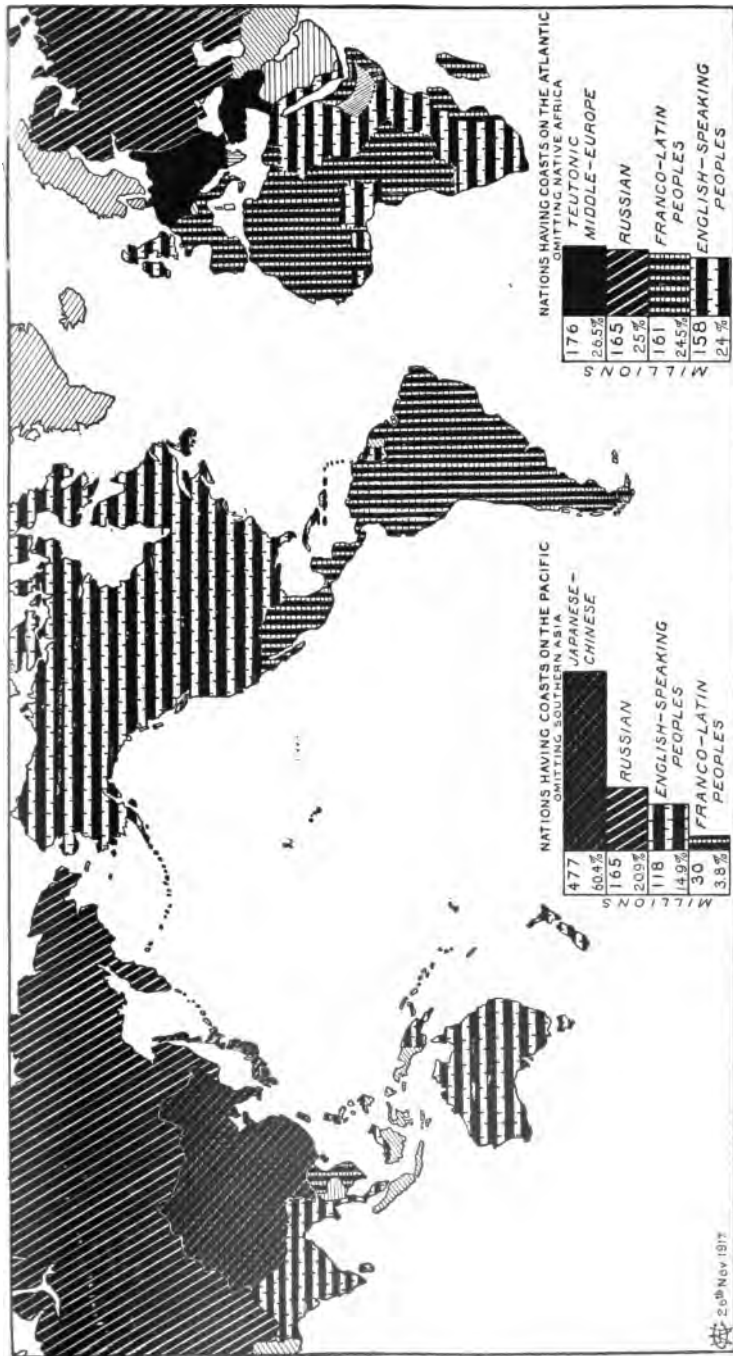 NATIONS HAVING COASTS ON THE PACIFIC
OMITTING SOUTHERN ASIA
MILLIONS
477
60.4%
JAPANESE-
CHINESE
165
20.9%
RUSSIAN
118
14.9%
ENGLISH-SPEAKING
PEOPLES
30
3.8%
FRANCO-LATIN
PEOPLES
NATIONS HAVING COASTS ON THE ATLANTIC
OMITTING NATIVE AFRICA
MILLIONS
176
26.5%
TEUTONIC
MIDDLE-EUROPE
165
25%
RUSSIAN
161
24.5%
FRANCO-LATIN
PEOPLES
158
24%
ENGLISH-SPEAKING
PEOPLES
26th Nov 1917